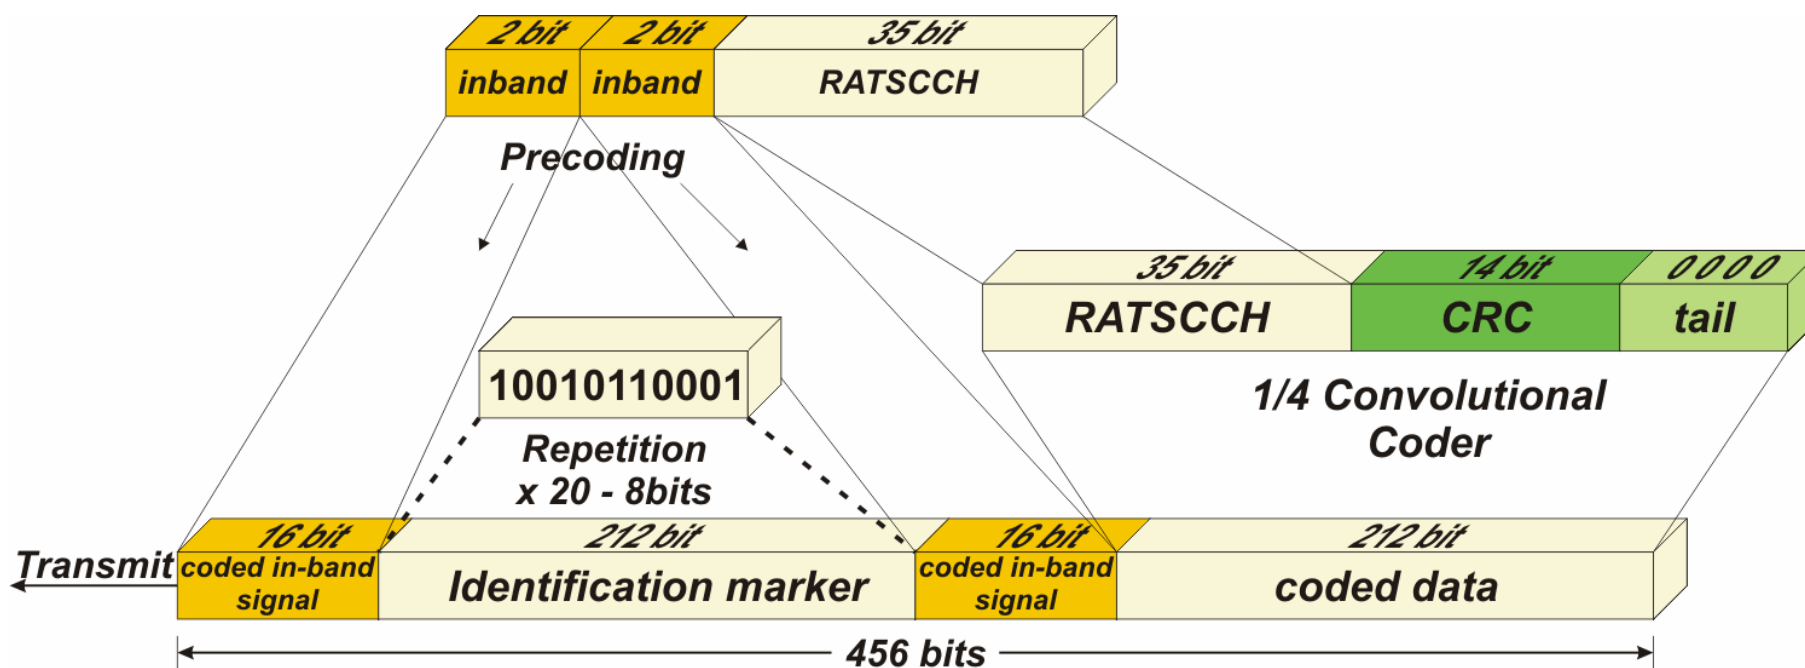 2 bit 2 bit 35 bit
inband inband RATSCCH
Precoding
35 bit 14 bit 0 0 0 0
RATSCCH CRC tail
10010110001
1/4 Convolutional
Coder
Repetition
x 20 - 8bits
16 bit 212 bit 16 bit 212 bit
Transmit
coded in-band
signal
Identification marker
coded in-band
signal
coded data
456 bits